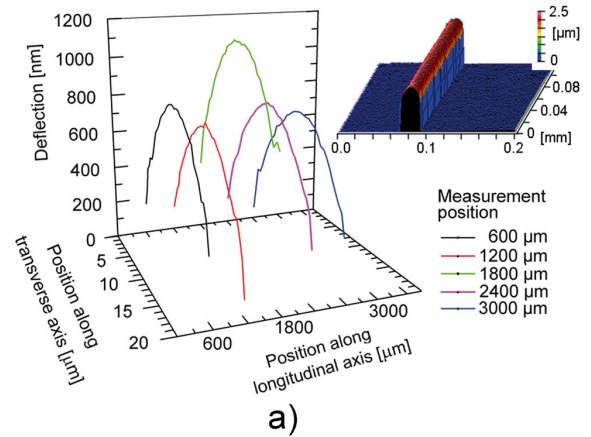 1200
1000
800
600
400
200
0
Deflection [nm]
5
10
15
20
Position along
transverse axis [µm]
600
1800
3000
Position along
longitudinal axis [µm]
2.5
[µm]
0
0.08
0.04
0
[mm]
0.0
0.1
0.2
Measurement
position
600 µm
1200 µm
1800 µm
2400 µm
3000 µm
a)